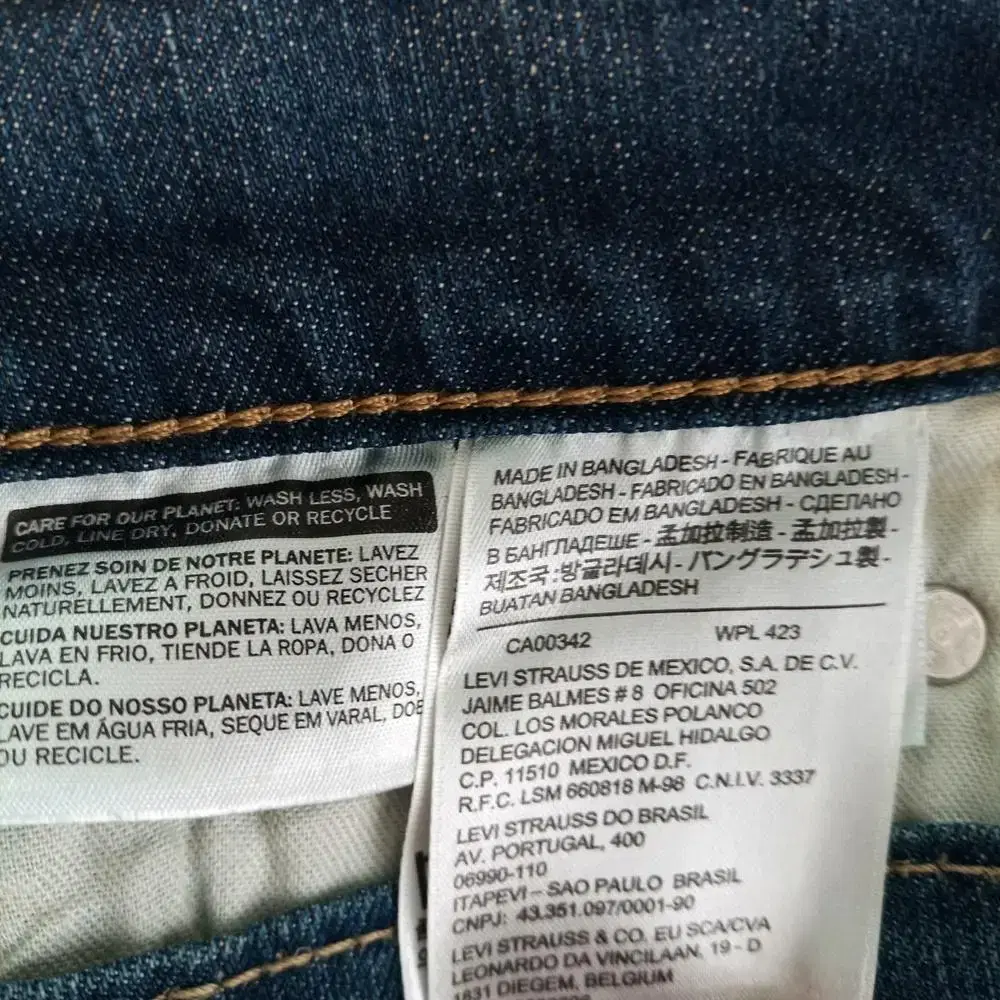 CARE FOR OUR PLANET: WASH LESS, WASH
COLD, LINE DRY, DONATE OR RECYCLE
PRENEZ SOIN DE NOTRE PLANETE: LAVEZ
MOINS, LAVEZ A FROID, LAISSEZ SECHER
NATURELLEMENT, DONNEZ OU RECYCLEZ
CUIDA NUESTRO PLANETA: LAVA MENOS,
LAVA EN FRIO, TIENDE LA ROPA, DONA O
RECICLA.
CUIDE DO NOSSO PLANETA: LAVE MENOS,
LAVE EM ÁGUA FRIA, SEQUE EM VARAL, DOE
OU RECICLE.
MADE IN BANGLADESH - FABRIQUE AU
BANGLADESH - FABRICADO EN BANGLADESH -
FABRICADO EM BANGLADESH - СДЕЛАНО
В БАНГЛАДЕШЕ - 孟加拉制造 - 孟加拉製 -
제조국 :방글라데시 - バングラデシュ製 -
BUATAN BANGLADESH
CA00342 WPL 423
LEVI STRAUSS DE MEXICO, S.A. DE C.V.
JAIME BALMES # 8 OFICINA 502
COL. LOS MORALES POLANCO
DELEGACION MIGUEL HIDALGO
C.P. 11510 MEXICO D.F.
R.F.C. LSM 660818 M-98 C.N.I.V. 3337
LEVI STRAUSS DO BRASIL
AV. PORTUGAL, 400
06990-110
ITAPEVI – SAO PAULO BRASIL
CNPJ: 43.351.097/0001-90
LEVI STRAUSS & CO. EU SCA/CVA
LEONARDO DA VINCILAAN, 19 - D
1831 DIEGEM, BELGIUM